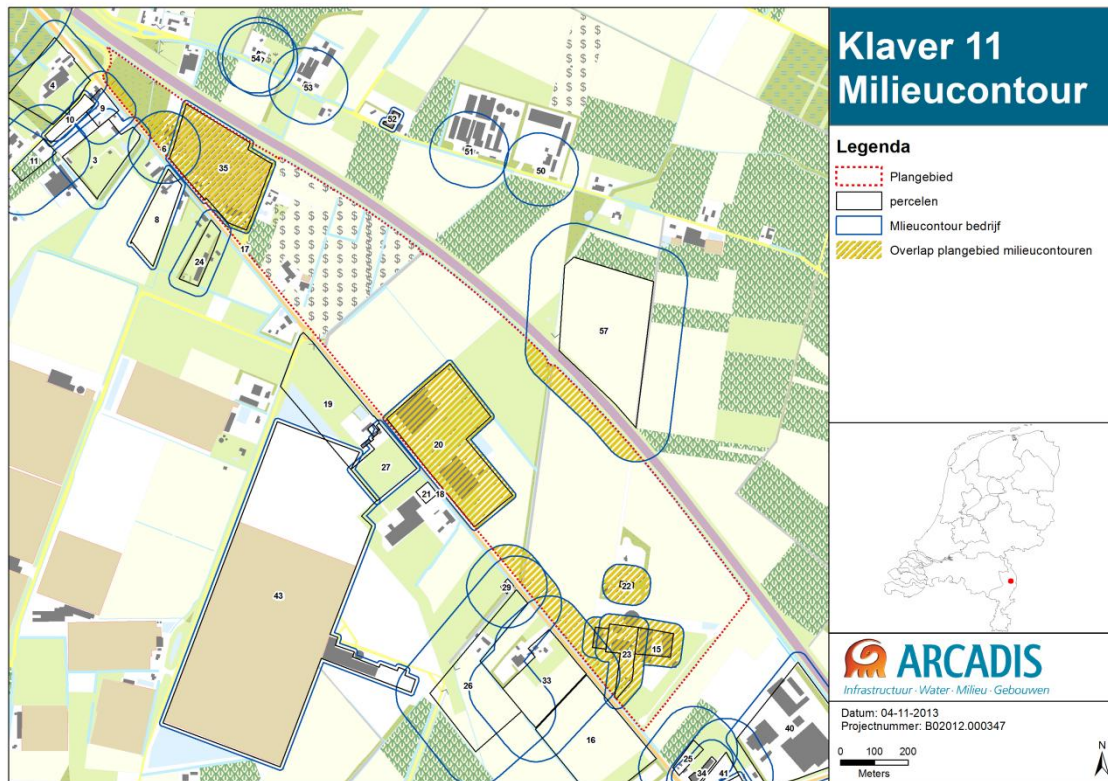 Klaver 11
Milieucontour
Legenda
Plangebied
percelen
Mlieucontour bedrijf
Overlap plangebied milieucontouren
ARCADIS
Infrastructuur · Water · Milieu · Gebouwen
Datum: 04-11-2013
Projectnummer: B02012.000347
0 100 200
Meters
N
54
53
4
9
10
52
11
3
6
35
51
50
8
17
24
57
19
20
27
21
18
43
29
22
15
23
26
33
16
40
25
34
41